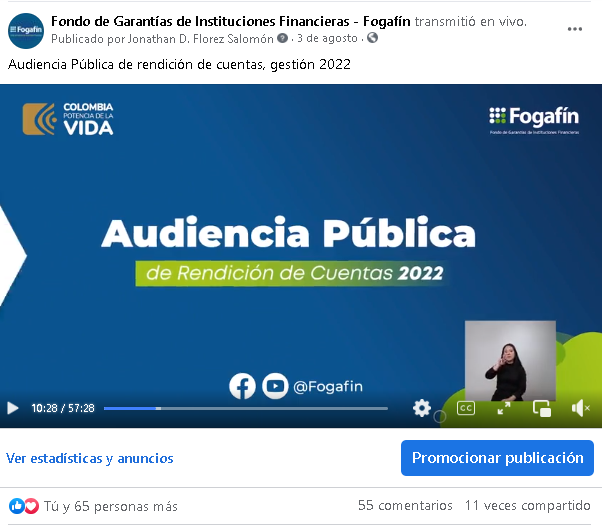 Fondo de Garantías de Instituciones Financieras - Fogafín transmitió en vivo.
Publicado por Jonathan D. Florez Salomón · 3 de agosto ·
Audiencia Pública de rendición de cuentas, gestión 2022
COLOMBIA
POTENCIA DE LA
VIDA
Fogafín
Fondo de Garantías de Instituciones Financieras
Audiencia Pública
de Rendición de Cuentas 2022
@Fogafin
10:28 / 57:28
CC
Ver estadísticas y anuncios
Promocionar publicación
Tú y 65 personas más
55 comentarios 11 veces compartido